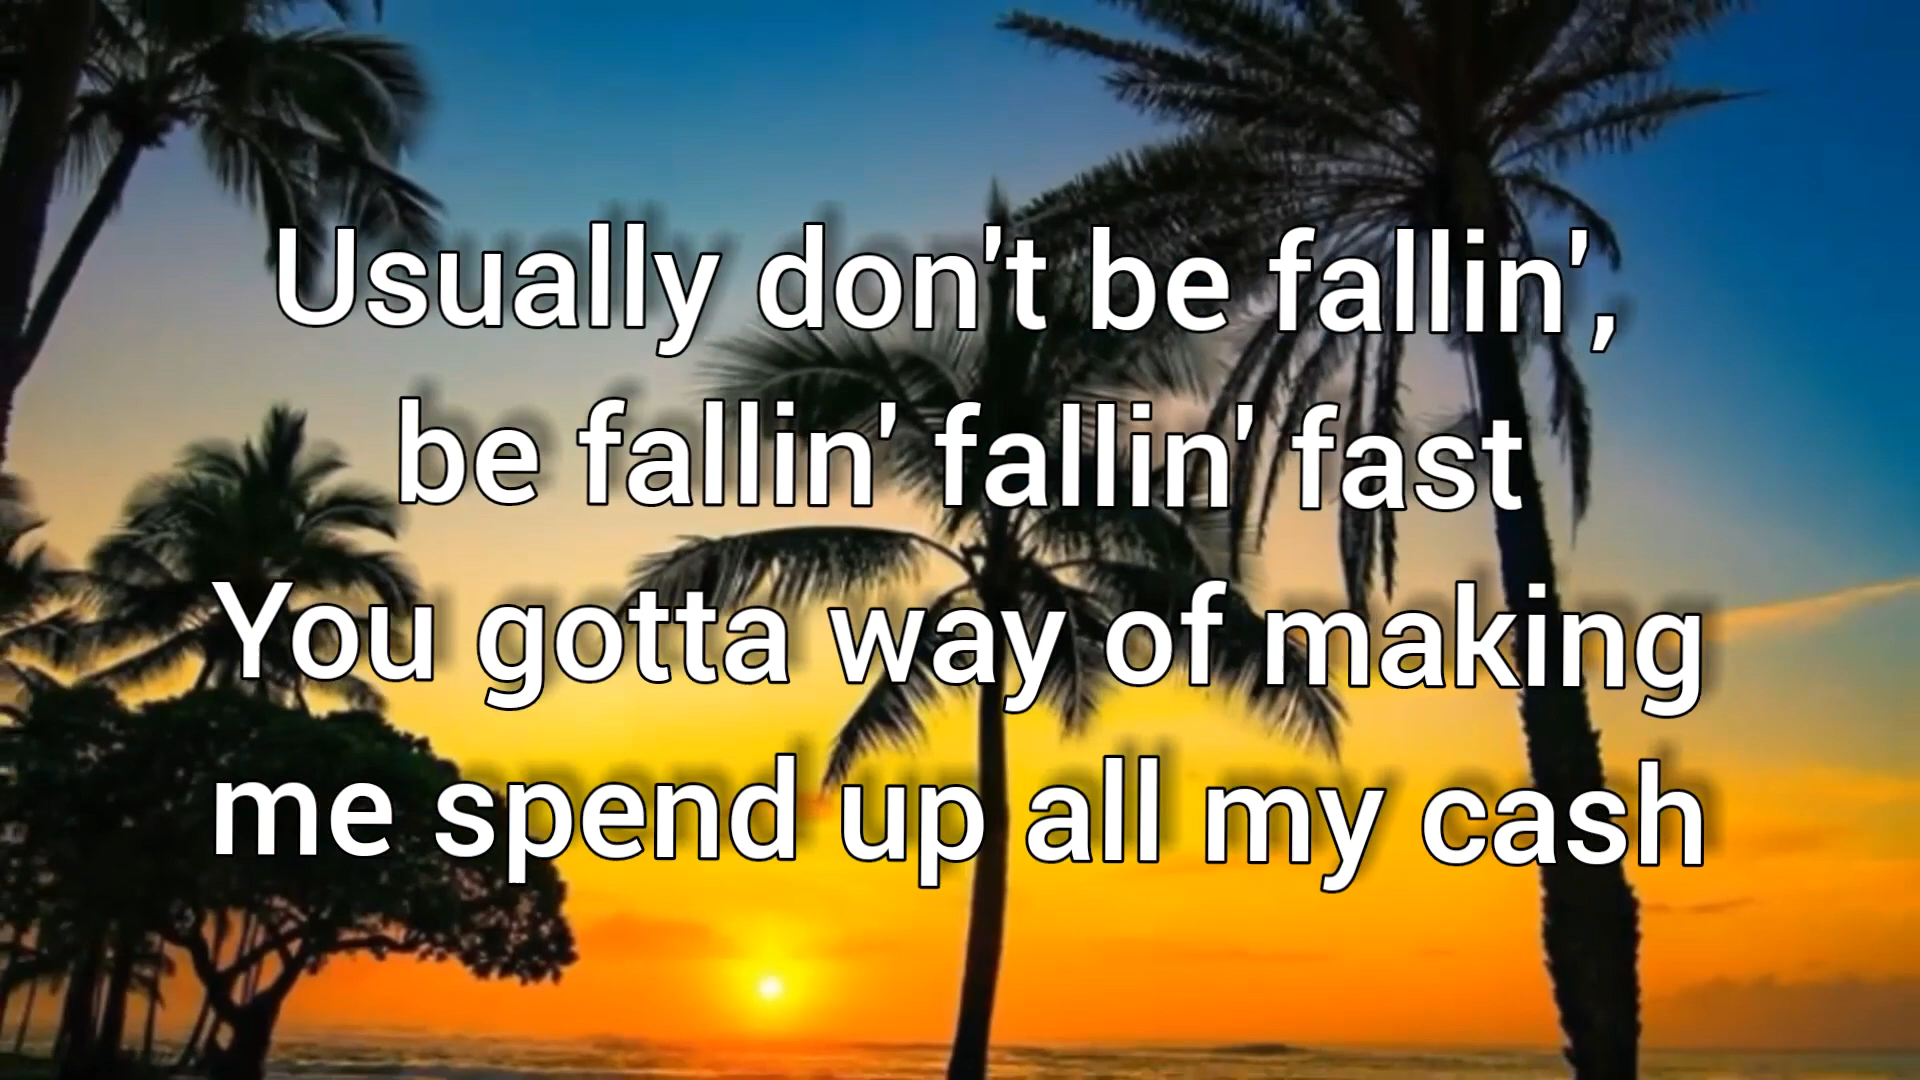 Usually don't be fallin',
be fallin' fallin' fast
You gotta way of making
me spend up all my cash